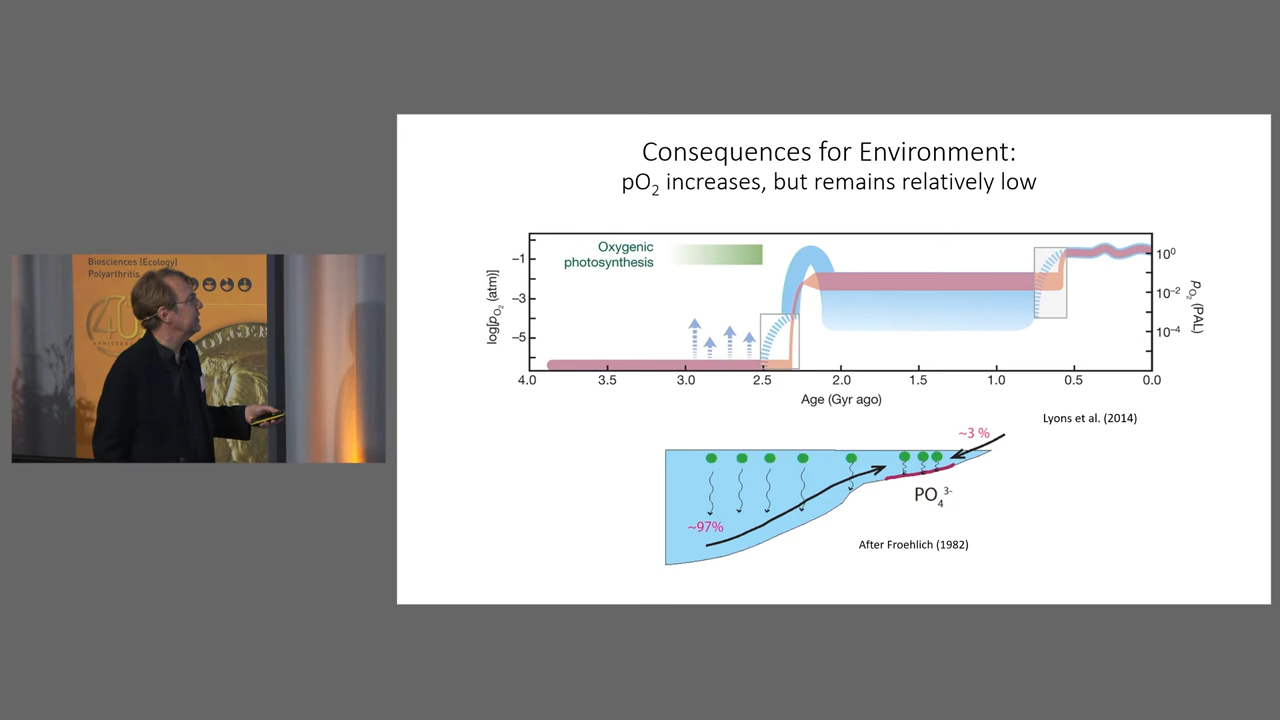 Biosciences (Ecology)
Polyarthritis
40
ANNIVERS
Consequences for Environment:
pO2 increases, but remains relatively low
Oxygenic
photosynthesis
log[pO2 (atm)]
−1
−3
−5
10⁰
10⁻²
10⁻⁴
pO2 (PAL)
4.0 3.5 3.0 2.5 2.0 1.5 1.0 0.5 0.0
Age (Gyr ago)
Lyons et al. (2014)
~3 %
PO4 3-
~97%
After Froehlich (1982)